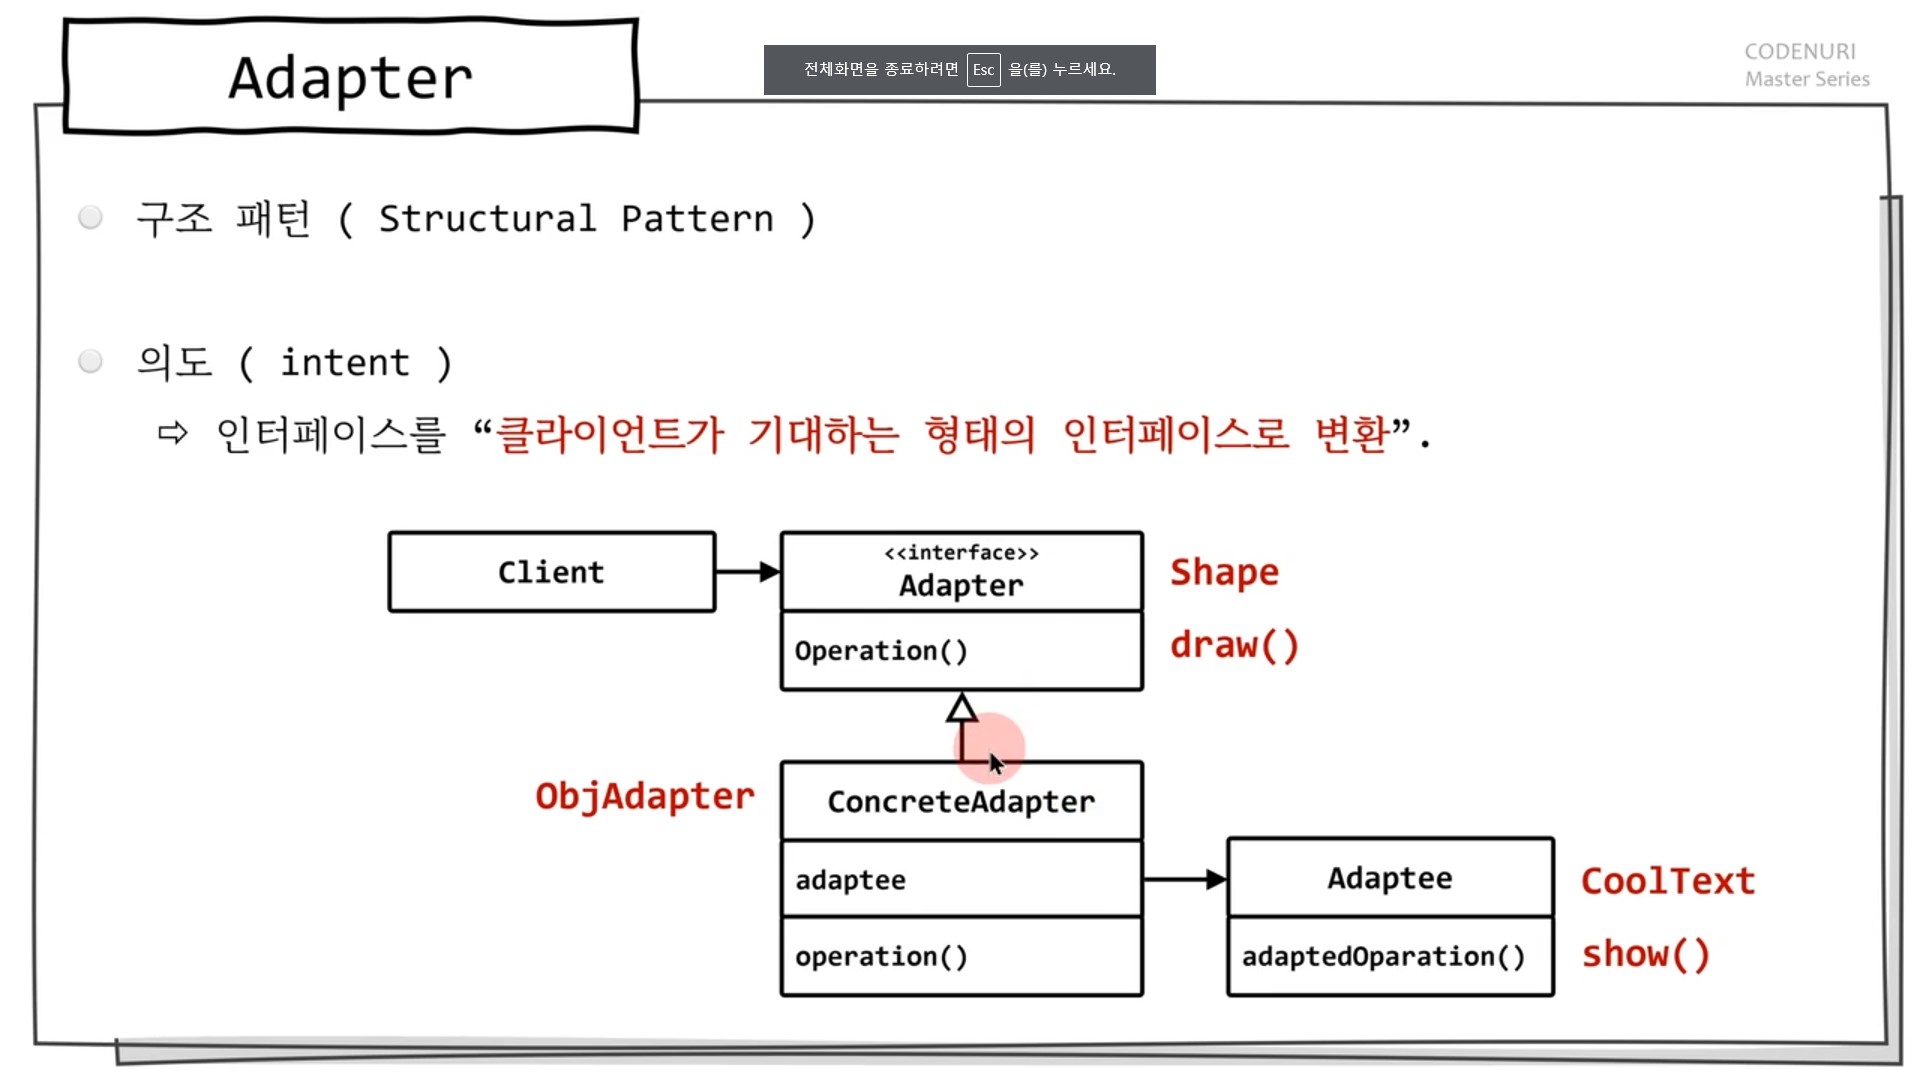 Adapter
전체화면을 종료하려면 Esc 을(를) 누르세요.
CODENURI
Master Series
구조 패턴 ( Structural Pattern )
의도 ( intent )
⇨ 인터페이스를 “클라이언트가 기대하는 형태의 인터페이스로 변환”.
Client
<<interface>>
Adapter
Shape
Operation()
draw()
ObjAdapter
ConcreteAdapter
adaptee
Adaptee
CoolText
operation()
adaptedOparation()
show()